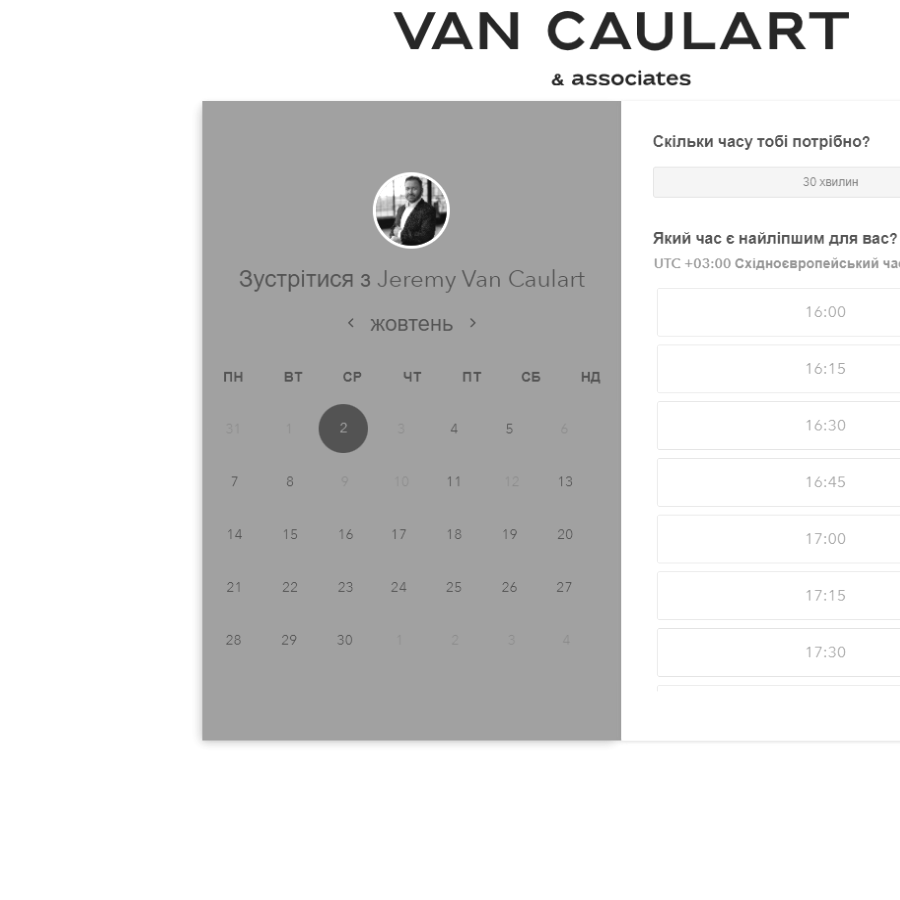 VAN CAULART
& associates
Зустрітися з Jeremy Van Caulart
< жовтень >
ПН ВТ СР ЧТ ПТ СБ НД
31 1 2 3 4 5 6
7 8 9 10 11 12 13
14 15 16 17 18 19 20
21 22 23 24 25 26 27
28 29 30 1 2 3 4
Скільки часу тобі потрібно?
30 хвилин
Який час є найліпшим для вас?
UTC +03:00 Східноєвропейський
16:00
16:15
16:30
16:45
17:00
17:15
17:30